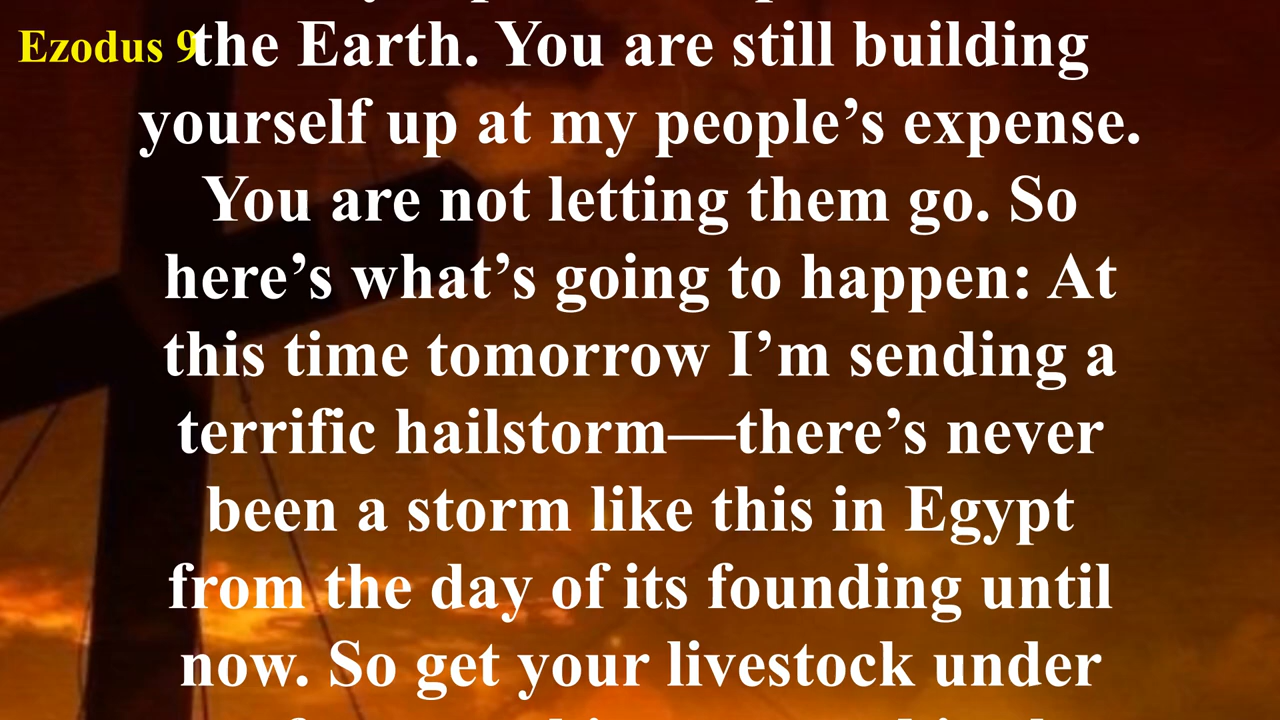 Ezodus 9
the Earth. You are still building
yourself up at my people’s expense.
You are not letting them go. So
here’s what’s going to happen: At
this time tomorrow I’m sending a
terrific hailstorm—there’s never
been a storm like this in Egypt
from the day of its founding until
now. So get your livestock under